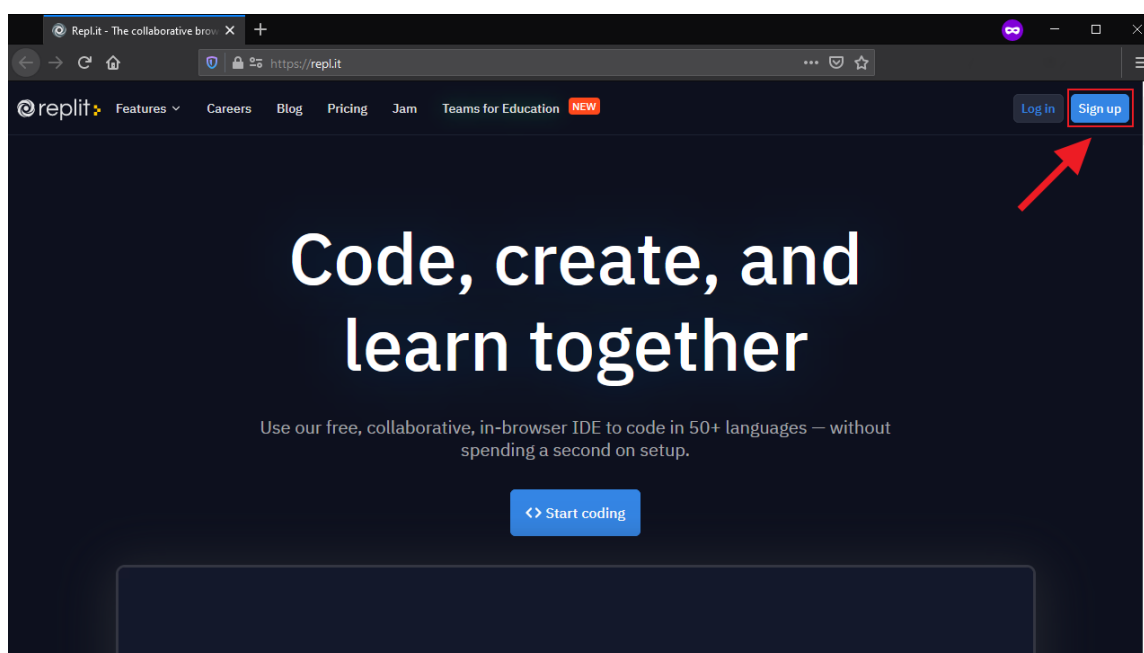 Repl.it - The collaborative brow
https://repl.it
replit Features Careers Blog Pricing Jam Teams for Education NEW Log in Sign up
Code, create, and
learn together
Use our free, collaborative, in-browser IDE to code in 50+ languages — without
spending a second on setup.
<> Start coding